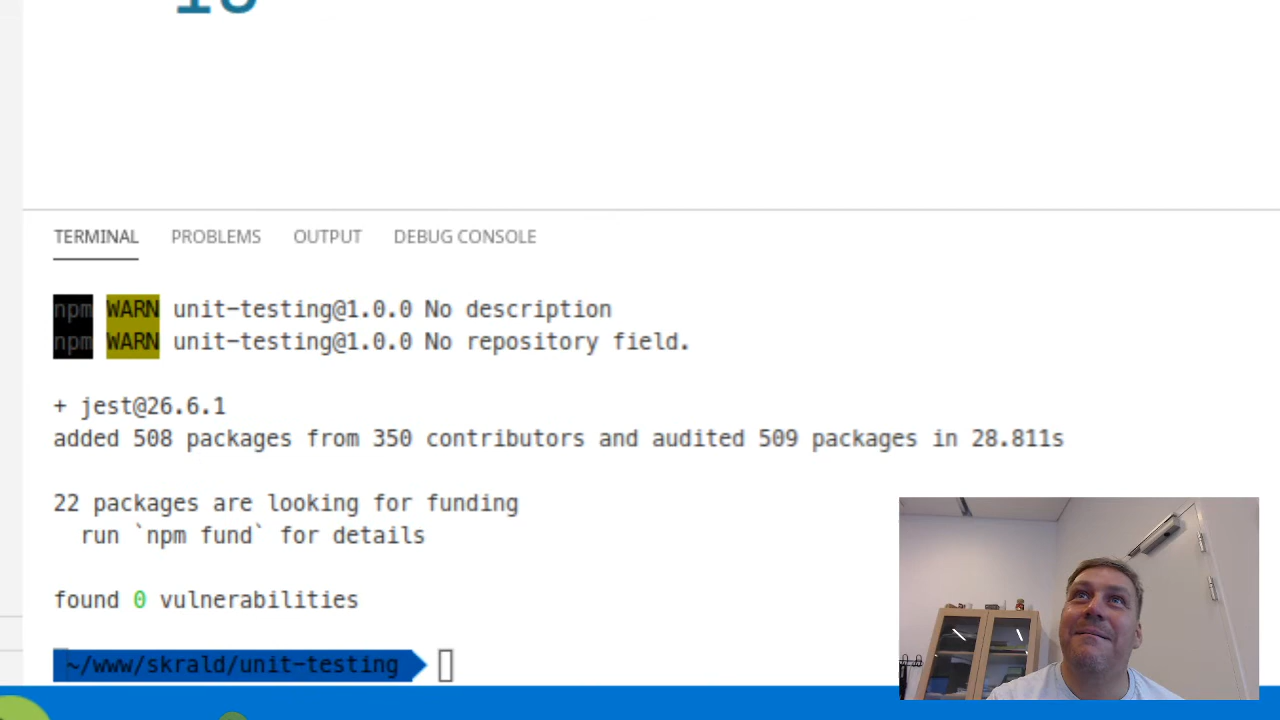 TERMINAL PROBLEMS OUTPUT DEBUG CONSOLE
npm WARN unit-testing@1.0.0 No description
npm WARN unit-testing@1.0.0 No repository field.
+ jest@26.6.1
added 508 packages from 350 contributors and audited 509 packages in 28.811s
22 packages are looking for funding
run `npm fund` for details
found 0 vulnerabilities
~/www/skrald/unit-testing